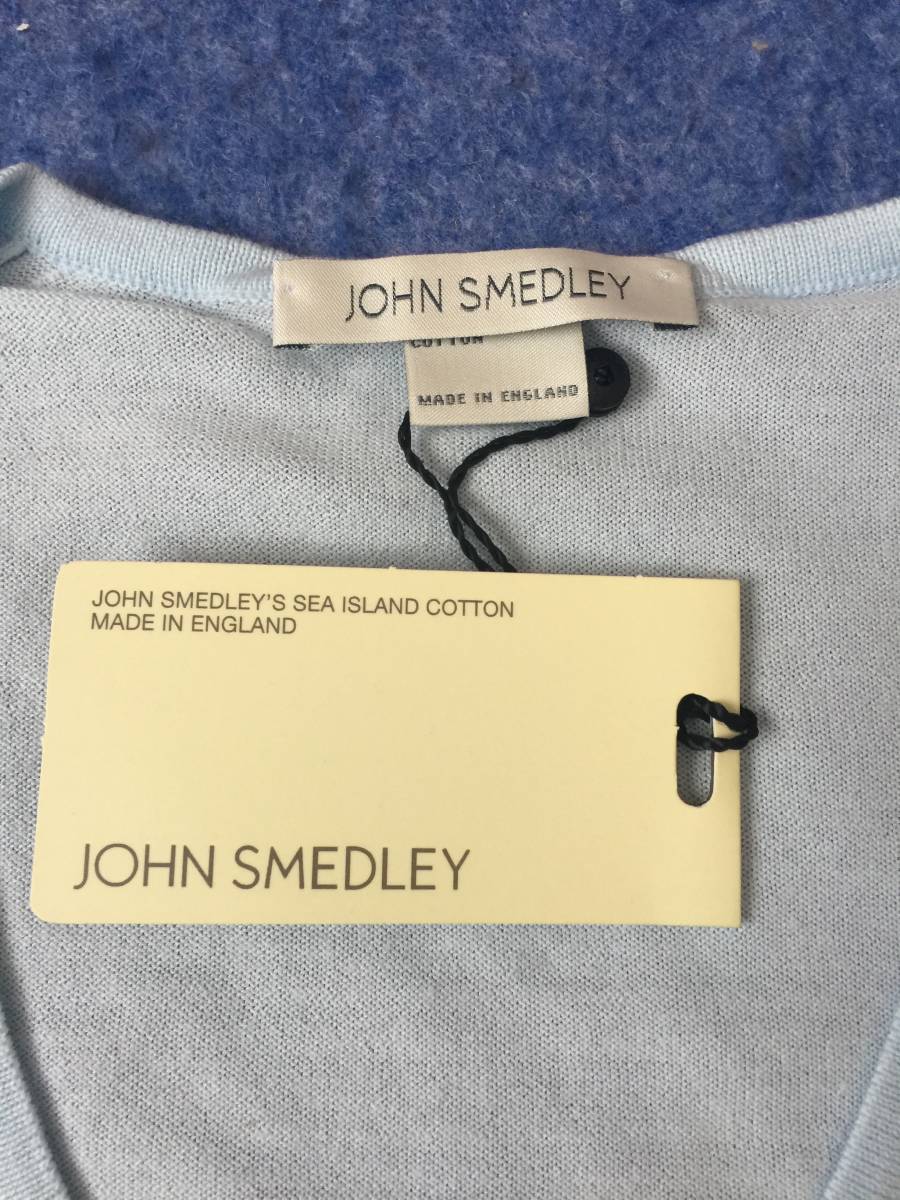 JOHN SMEDLEY
COTTON
MADE IN ENGLAND
JOHN SMEDLEY'S SEA ISLAND COTTON
MADE IN ENGLAND
JOHN SMEDLEY